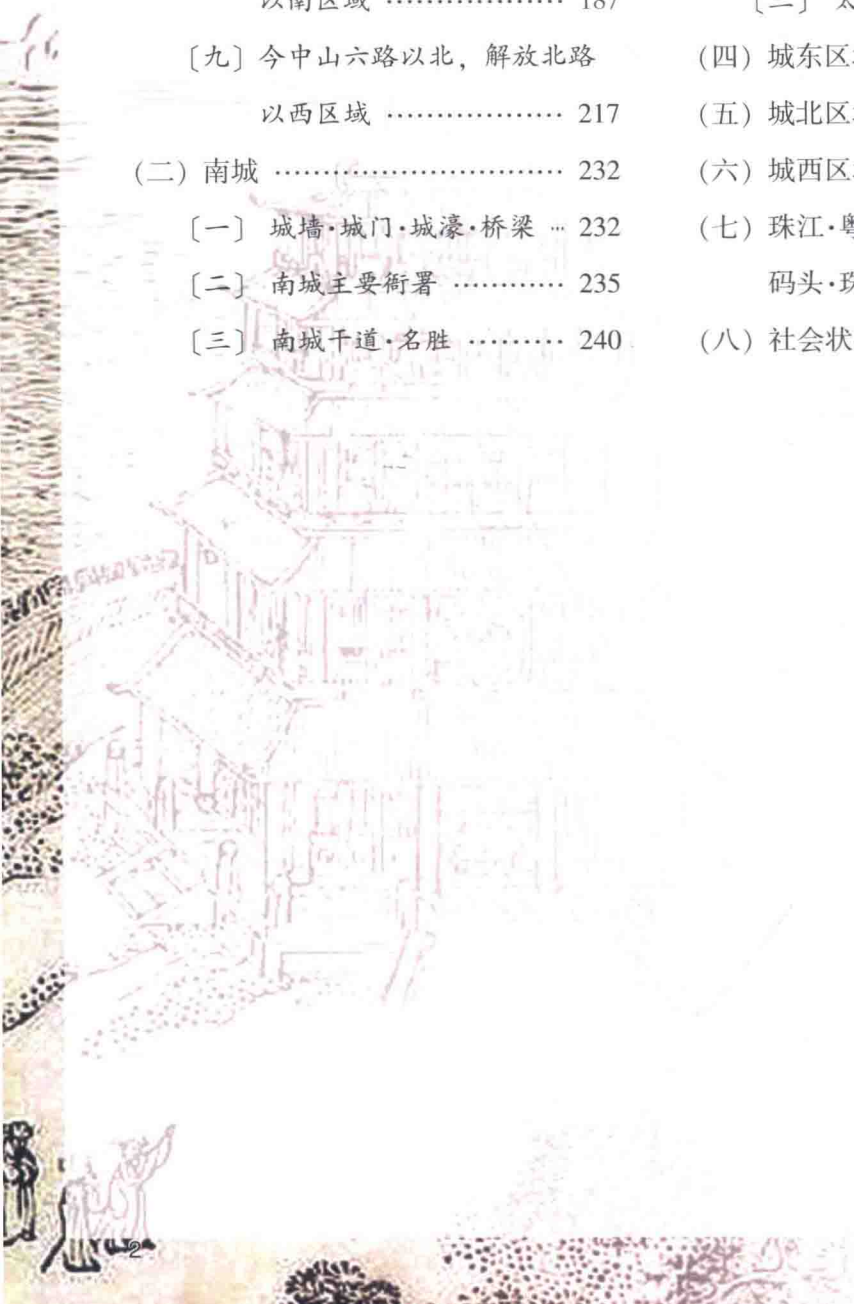 以南区域 ……………… 187
〔九〕今中山六路以北，解放北路
以西区域 ……………… 217
(二) 南城 ………………………… 232
〔一〕 城墙·城门·城濠·桥梁 … 232
〔二〕 南城主要衙署 ………… 235
〔三〕 南城干道·名胜 ……… 240
2
〔二〕
(四) 城东区
(五) 城北区
(六) 城西区
(七) 珠江·粤
码头·珠
(八) 社会状